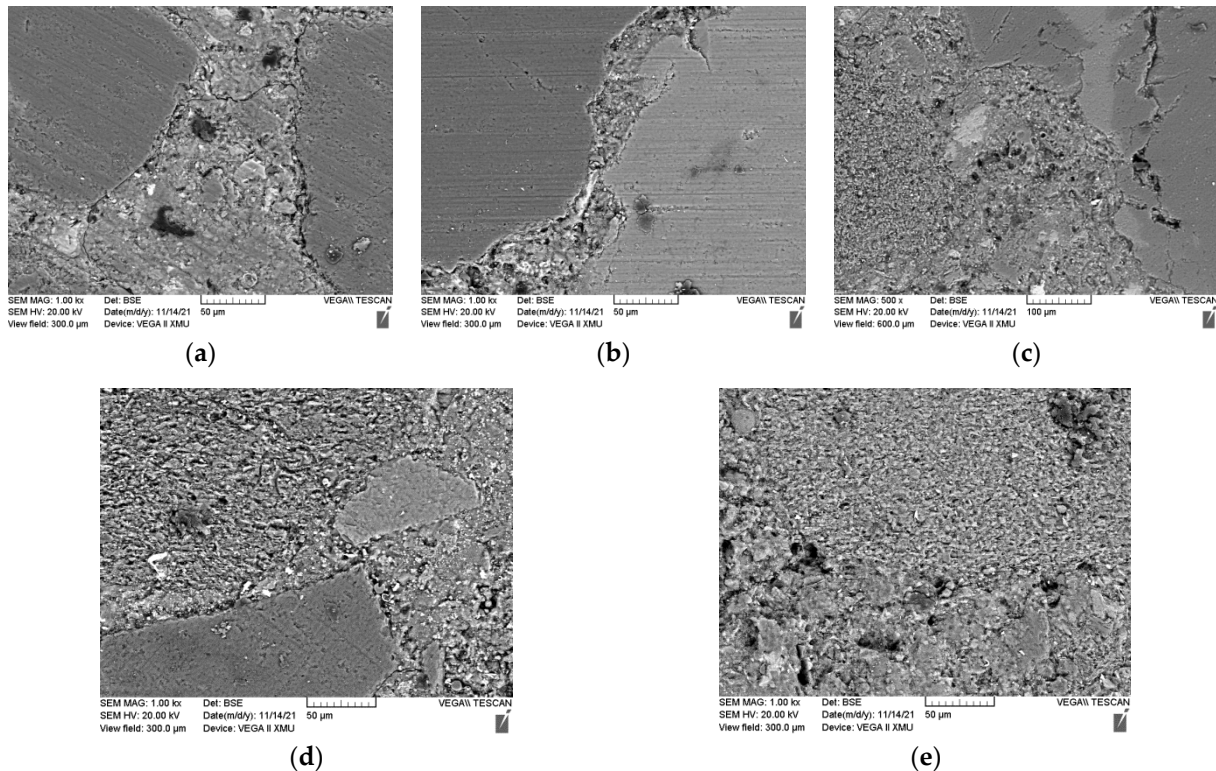 SEM MAG: 1.00 kx Det: BSE
SEM HV: 20.00 kV Date(m/d/y): 11/14/21 50 µm VEGA\\ TESCAN
View field: 300.0 µm Device: VEGA II XMU
(a)
SEM MAG: 1.00 kx Det: BSE
SEM HV: 20.00 kV Date(m/d/y): 11/14/21 50 µm VEGA\\ TESCAN
View field: 300.0 µm Device: VEGA II XMU
(b)
SEM MAG: 500 x Det: BSE
SEM HV: 20.00 kV Date(m/d/y): 11/14/21 100 µm VEGA\\ TESCAN
View field: 600.0 µm Device: VEGA II XMU
(c)
SEM MAG: 1.00 kx Det: BSE
SEM HV: 20.00 kV Date(m/d/y): 11/14/21 50 µm VEGA\\ TESCAN
View field: 300.0 µm Device: VEGA II XMU
(d)
SEM MAG: 1.00 kx Det: BSE
SEM HV: 20.00 kV Date(m/d/y): 11/14/21 50 µm VEGA\\ TESCAN
View field: 300.0 µm Device: VEGA II XMU
(e)